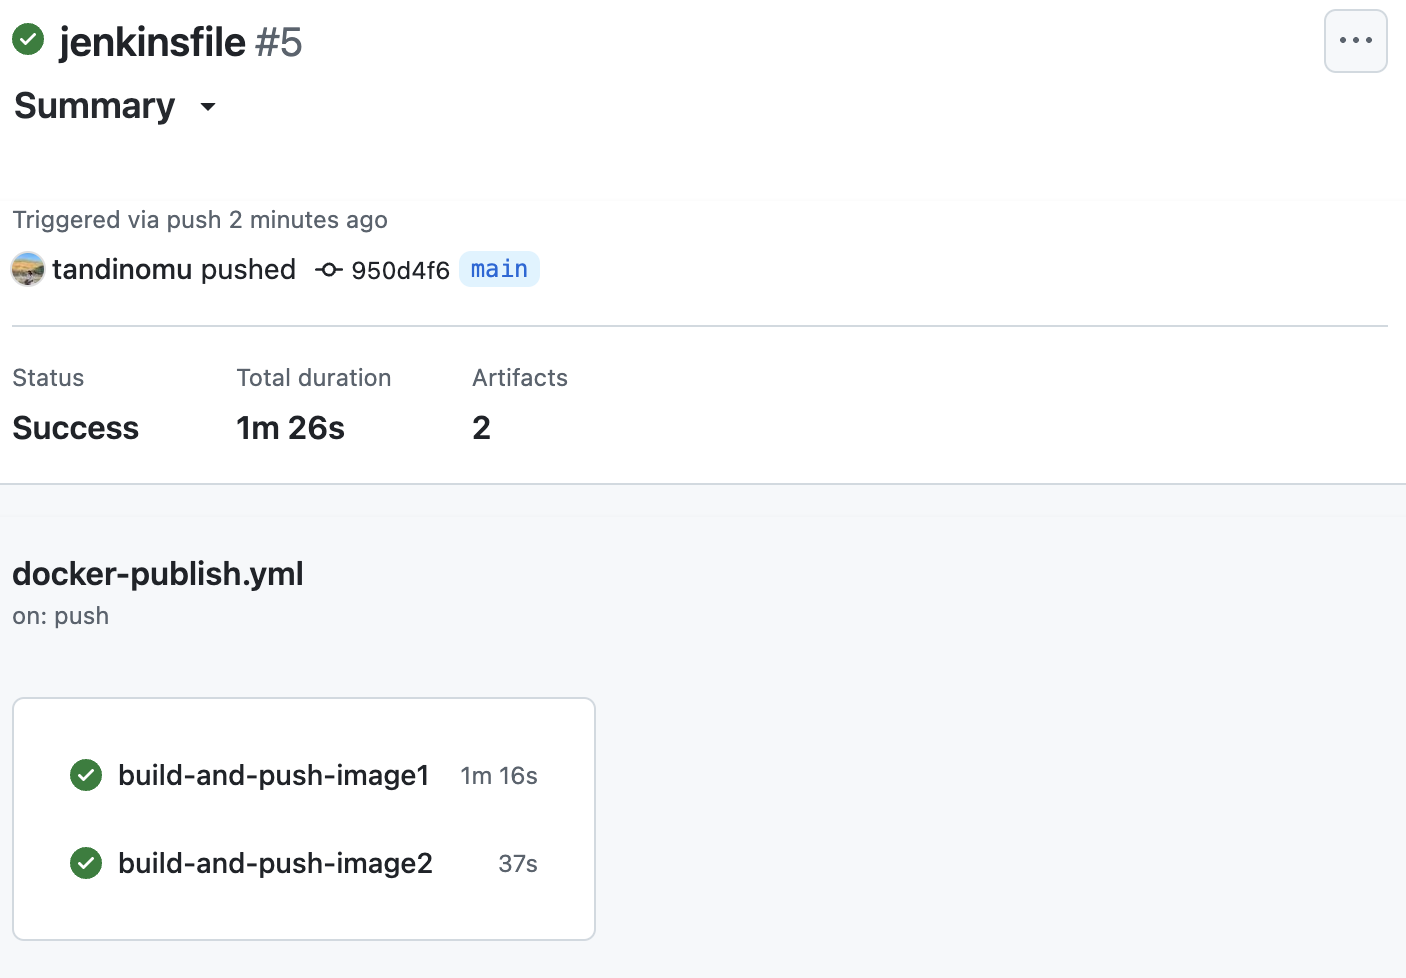 jenkinsfile #5
Summary
Triggered via push 2 minutes ago
tandinomu pushed 950d4f6 main
Status Total duration Artifacts
Success 1m 26s 2
docker-publish.yml
on: push
build-and-push-image1 1m 16s
build-and-push-image2 37s